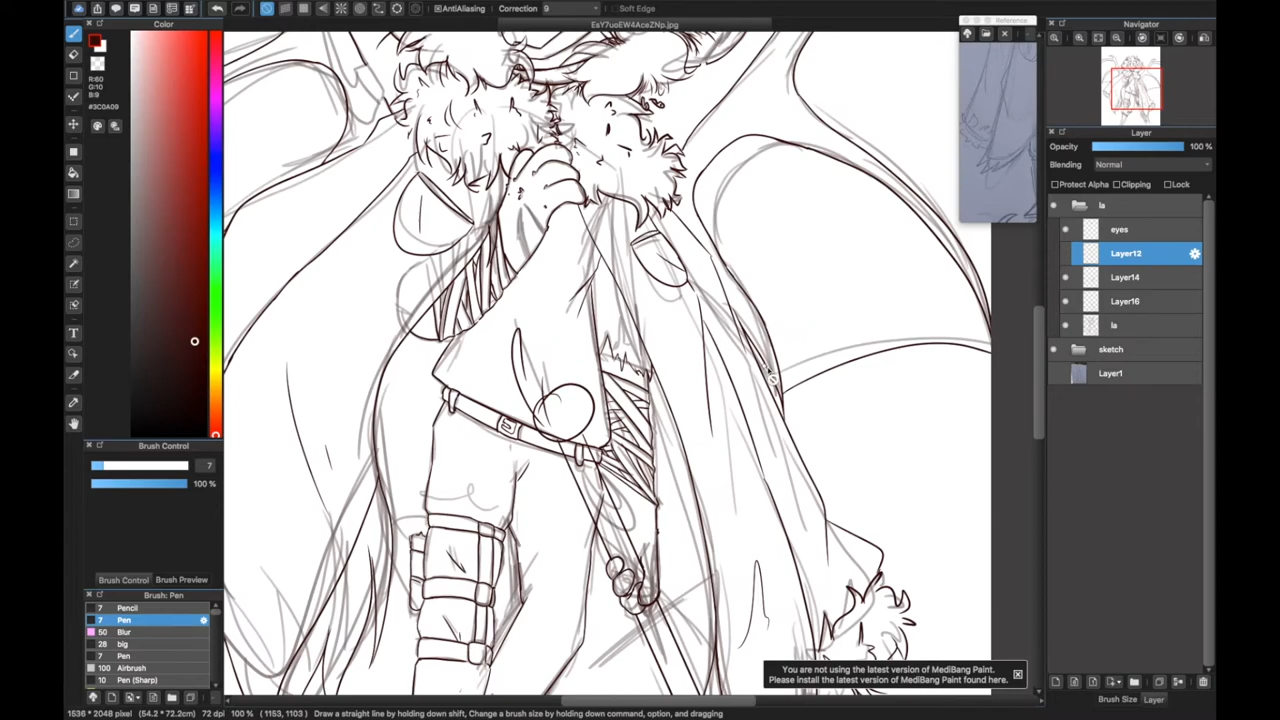 AntiAliasing
Correction
9
Soft Edge
EsY7uoEW4AceZNp.jpg
Color
R:60
G:10
B:9
#3C0A09
Brush Control
7
100 %
Brush Control
Brush Preview
Brush: Pen
7 Pencil
7 Pen
50 Blur
28 big
7 Pen
100 Airbrush
10 Pen (Sharp)
Reference
Navigator
Layer
Opacity 100 %
Blending Normal
Protect Alpha Clipping Lock
la
eyes
Layer12
Layer14
Layer16
la
sketch
Layer1
You are not using the latest version of MediBang Paint.
Please install the latest version of MediBang Paint found here.
Brush Size Layer
1536 * 2048 pixel (54.2 * 72.2cm) 72 dpi 100 % ( 1153, 1103 ) Draw a straight line by holding down shift, Change a brush size by holding down command, option, and dragging